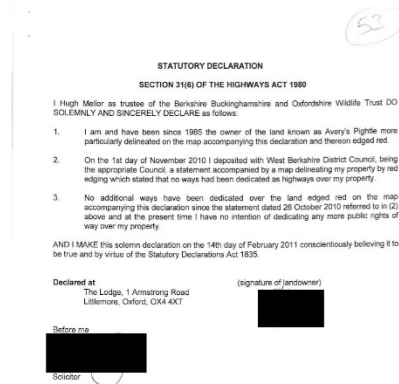 53
STATUTORY DECLARATION
SECTION 31(6) OF THE HIGHWAYS ACT 1980
I Hugh Mellor as trustee of the Berkshire Buckinghamshire and Oxfordshire Wildlife Trust DO
SOLEMNLY AND SINCERELY DECLARE as follows:
1. I am and have been since 1985 the owner of the land known as Avery's Pightle more
particularly delineated on the map accompanying this declaration and thereon edged red.
2. On the 1st day of November 2010 I deposited with West Berkshire District Council, being
the appropriate Council, a statement accompanied by a map delineating my property by red
edging which stated that no ways had been dedicated as highways over my property.
3. No additional ways have been dedicated over the land edged red on the map
accompanying this declaration since the statement dated 26 October 2010 referred to in (2)
above and at the present time I have no intention of dedicating any more public rights of
way over my property.
AND I MAKE this solemn declaration on the 14th day of February 2011 conscientiously believing it to
be true and by virtue of the Statutory Declarations Act 1835.
Declared at (signature of landowner)
The Lodge, 1 Armstrong Road
Littlemore, Oxford, OX4 4XT
Before me
Solicitor